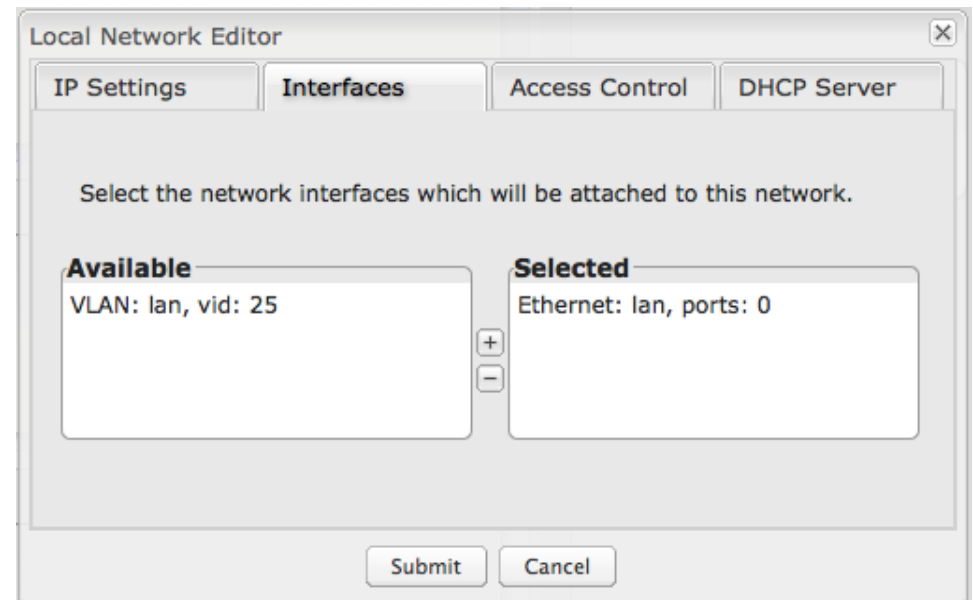 Local Network Editor
IP Settings
Interfaces
Access Control
DHCP Server
Select the network interfaces which will be attached to this network.
Available
VLAN: lan, vid: 25
+
−
Selected
Ethernet: lan, ports: 0
Submit
Cancel